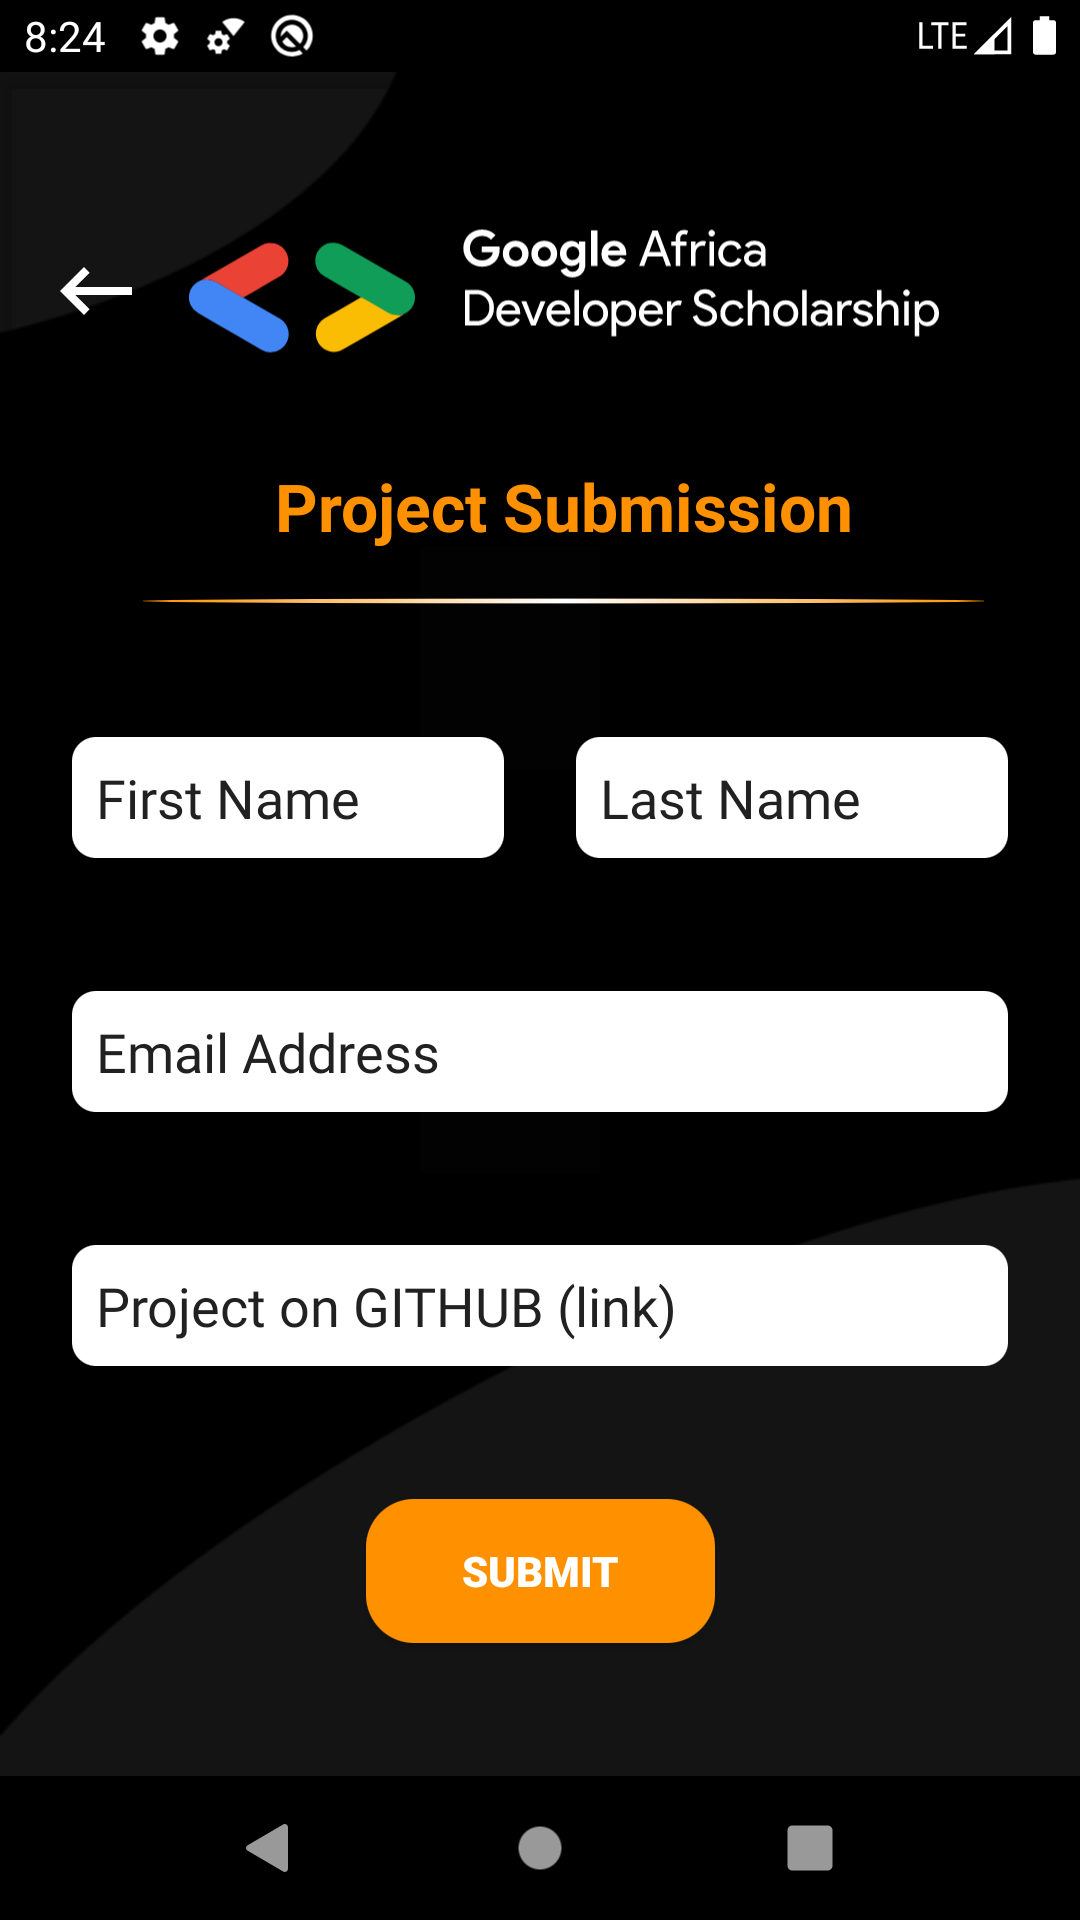 8:24 LTE
Google Africa
Developer Scholarship
Project Submission
First Name Last Name
Email Address
Project on GITHUB (link)
SUBMIT